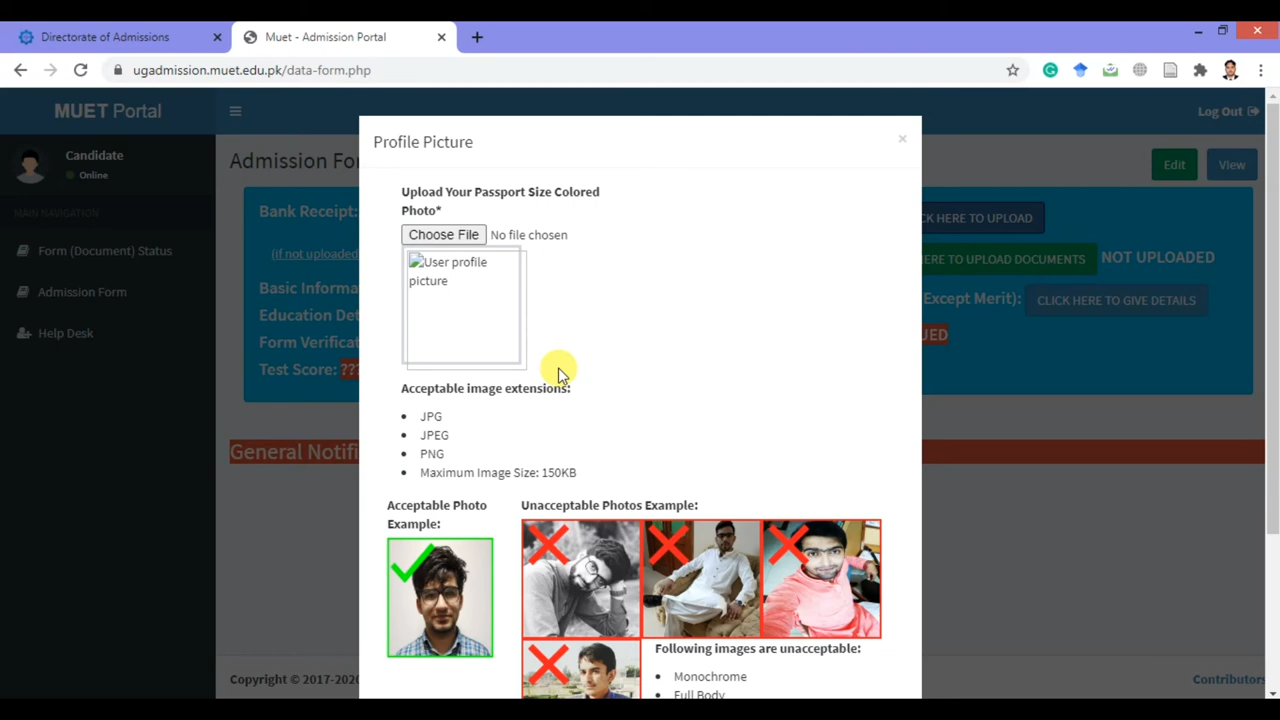 Directorate of Admissions
Muet - Admission Portal
ugadmission.muet.edu.pk/data-form.php
MUET Portal
Log Out
Candidate
Online
MAIN NAVIGATION
Form (Document) Status
Admission Form
Help Desk
Admission Fo
Edit
View
Bank Receipt:
CK HERE TO UPLOAD
(if not uploaded
ERE TO UPLOAD DOCUMENTS
NOT UPLOADED
Basic Informa
Except Merit):
CLICK HERE TO GIVE DETAILS
Education Det
Form Verificat
UED
Test Score: ???
General Notifi
Profile Picture
×
Upload Your Passport Size Colored
Photo*
Choose File No file chosen
User profile
picture
Acceptable image extensions:
JPG
JPEG
PNG
Maximum Image Size: 150KB
Acceptable Photo
Example:
Unacceptable Photos Example:
Following images are unacceptable:
Monochrome
Full Body
Copyright © 2017-2020
Contributors